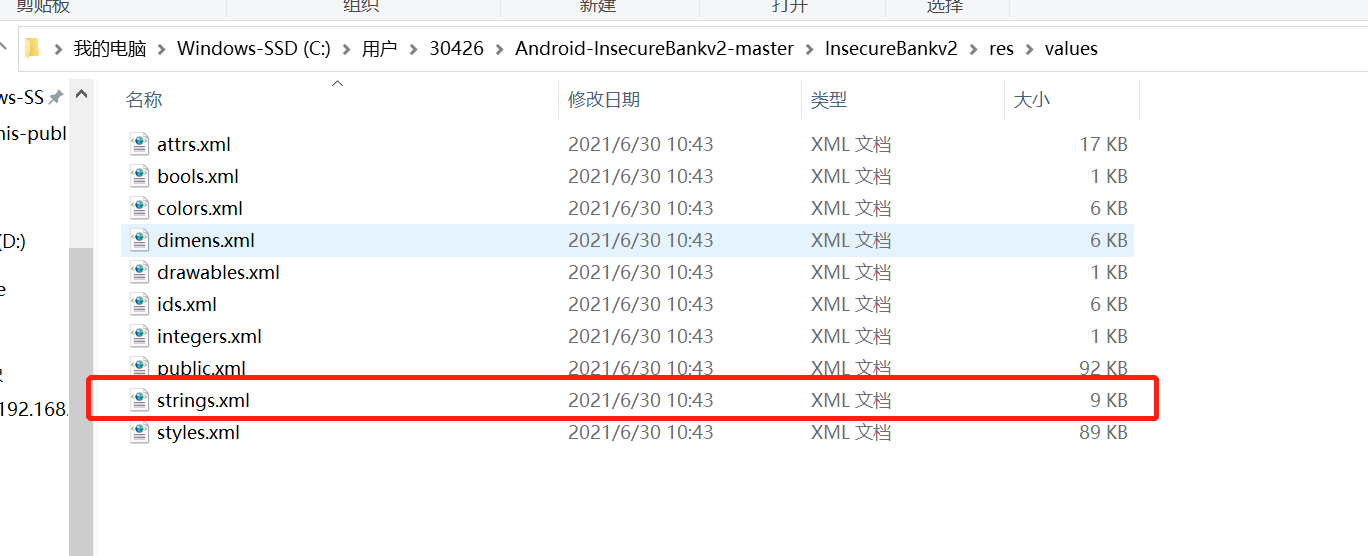 剪贴板 组织 新建 打开 选择
我的电脑 Windows-SSD (C:) 用户 30426 Android-InsecureBankv2-master InsecureBankv2 res values
名称 修改日期 类型 大小
ws-SS
his-publ
(D:)
e
192.168.
attrs.xml 2021/6/30 10:43 XML 文档 17 KB
bools.xml 2021/6/30 10:43 XML 文档 1 KB
colors.xml 2021/6/30 10:43 XML 文档 6 KB
dimens.xml 2021/6/30 10:43 XML 文档 6 KB
drawables.xml 2021/6/30 10:43 XML 文档 1 KB
ids.xml 2021/6/30 10:43 XML 文档 6 KB
integers.xml 2021/6/30 10:43 XML 文档 1 KB
public.xml 2021/6/30 10:43 XML 文档 92 KB
strings.xml 2021/6/30 10:43 XML 文档 9 KB
styles.xml 2021/6/30 10:43 XML 文档 89 KB